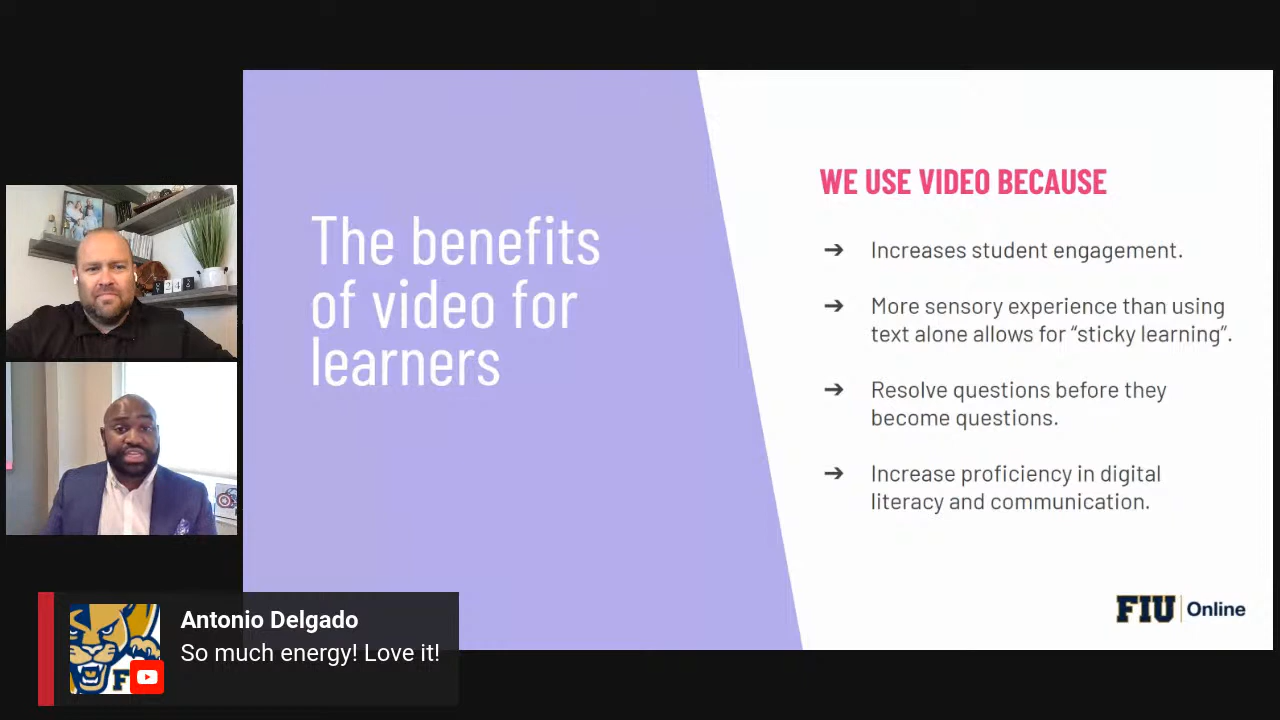 The benefits
of video for
learners
WE USE VIDEO BECAUSE
➔ Increases student engagement.
➔ More sensory experience than using
text alone allows for “sticky learning”.
➔ Resolve questions before they
become questions.
➔ Increase proficiency in digital
literacy and communication.
FIU Online
Antonio Delgado
So much energy! Love it!